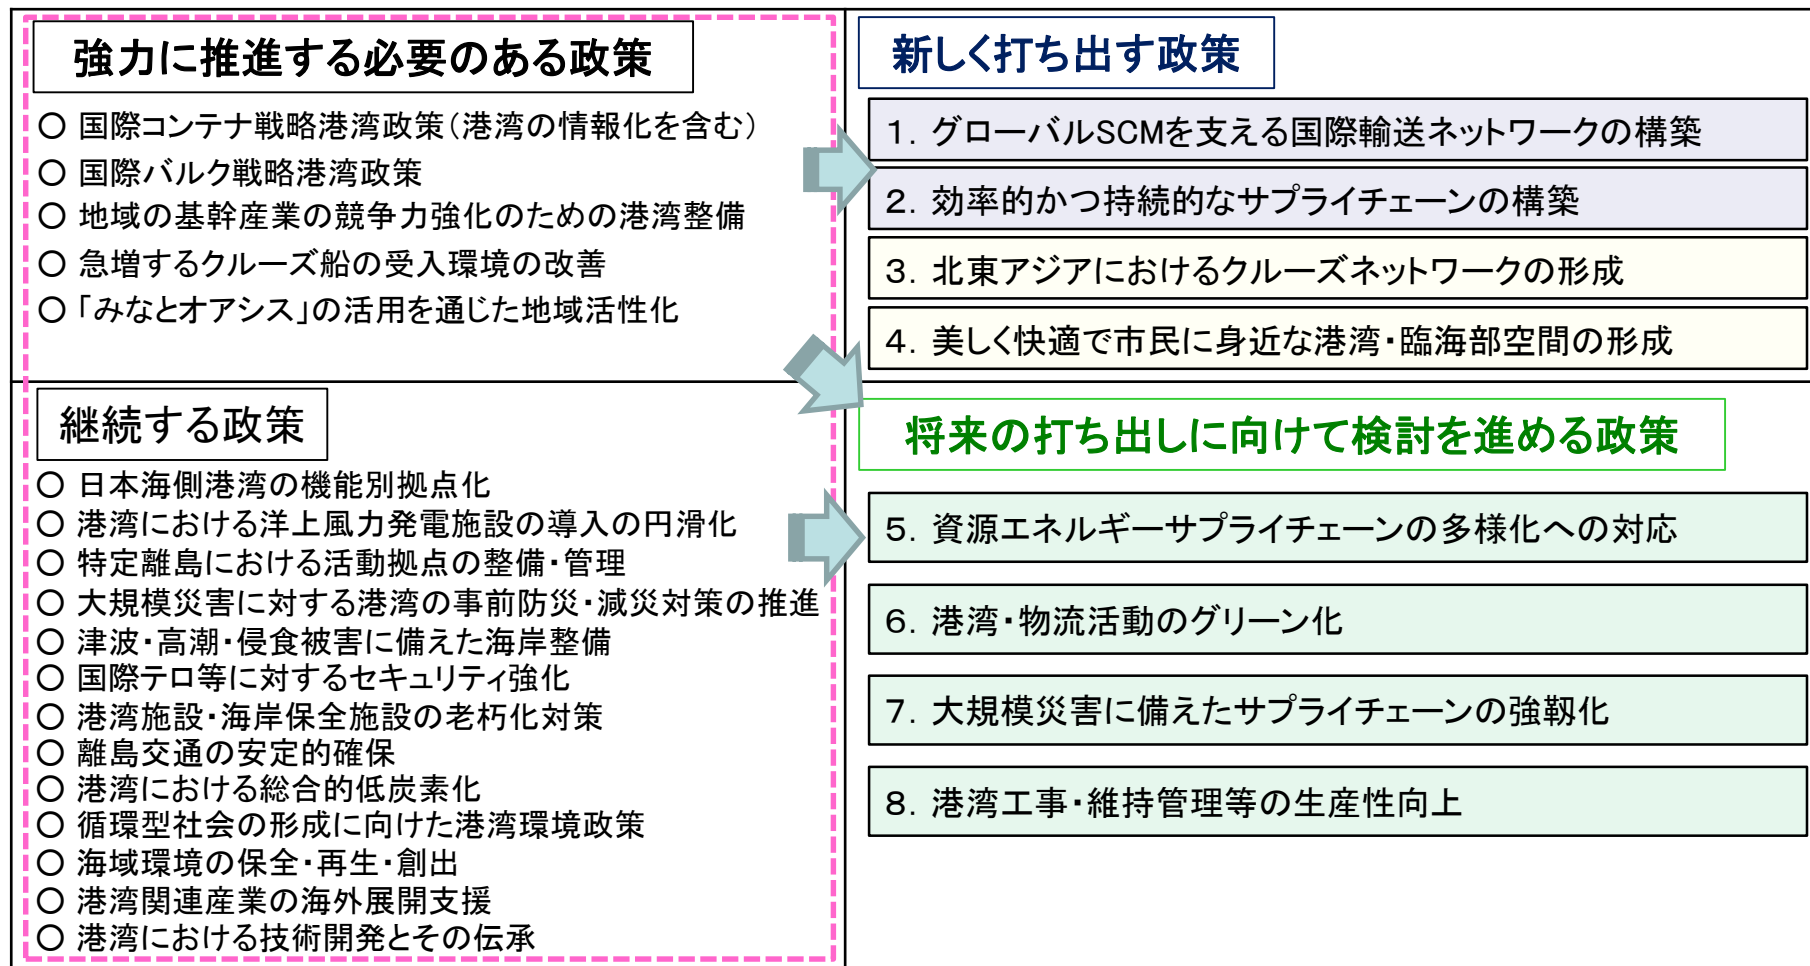 強力に推進する必要のある政策
○ 国際コンテナ戦略港湾政策（港湾の情報化を含む）
○ 国際バルク戦略港湾政策
○ 地域の基幹産業の競争力強化のための港湾整備
○ 急増するクルーズ船の受入環境の改善
○ 「みなとオアシス」の活用を通じた地域活性化
新しく打ち出す政策
１．グローバルSCMを支える国際輸送ネットワークの構築
２．効率的かつ持続的なサプライチェーンの構築
３．北東アジアにおけるクルーズネットワークの形成
４．美しく快適で市民に身近な港湾・臨海部空間の形成
継続する政策
○ 日本海側港湾の機能別拠点化
○ 港湾における洋上風力発電施設の導入の円滑化
○ 特定離島における活動拠点の整備・管理
○ 大規模災害に対する港湾の事前防災・減災対策の推進
○ 津波・高潮・侵食被害に備えた海岸整備
○ 国際テロ等に対するセキュリティ強化
○ 港湾施設・海岸保全施設の老朽化対策
○ 離島交通の安定的確保
○ 港湾における総合的低炭素化
○ 循環型社会の形成に向けた港湾環境政策
○ 海域環境の保全・再生・創出
○ 港湾関連産業の海外展開支援
○ 港湾における技術開発とその伝承
将来の打ち出しに向けて検討を進める政策
５．資源エネルギーサプライチェーンの多様化への対応
６．港湾・物流活動のグリーン化
７．大規模災害に備えたサプライチェーンの強靱化
８．港湾工事・維持管理等の生産性向上